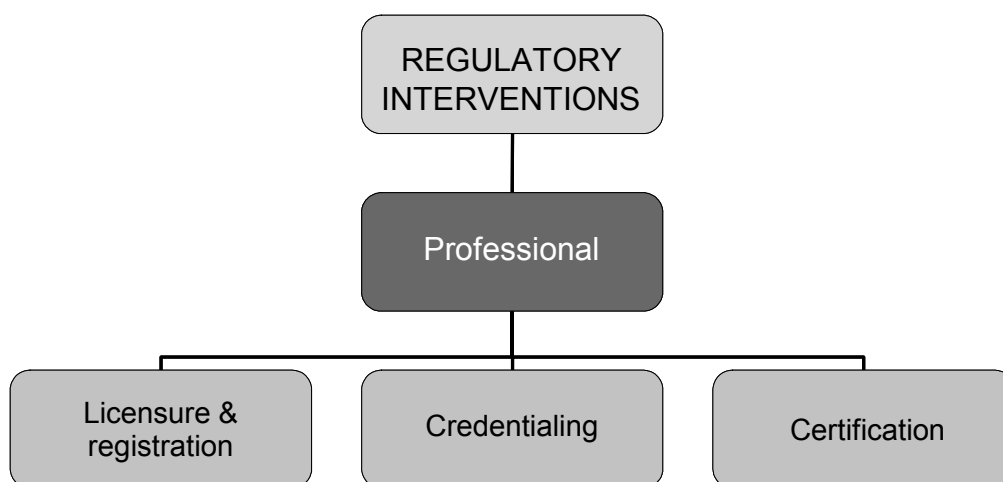 REGULATORY
INTERVENTIONS
Professional
Licensure &
registration
Credentialing
Certification